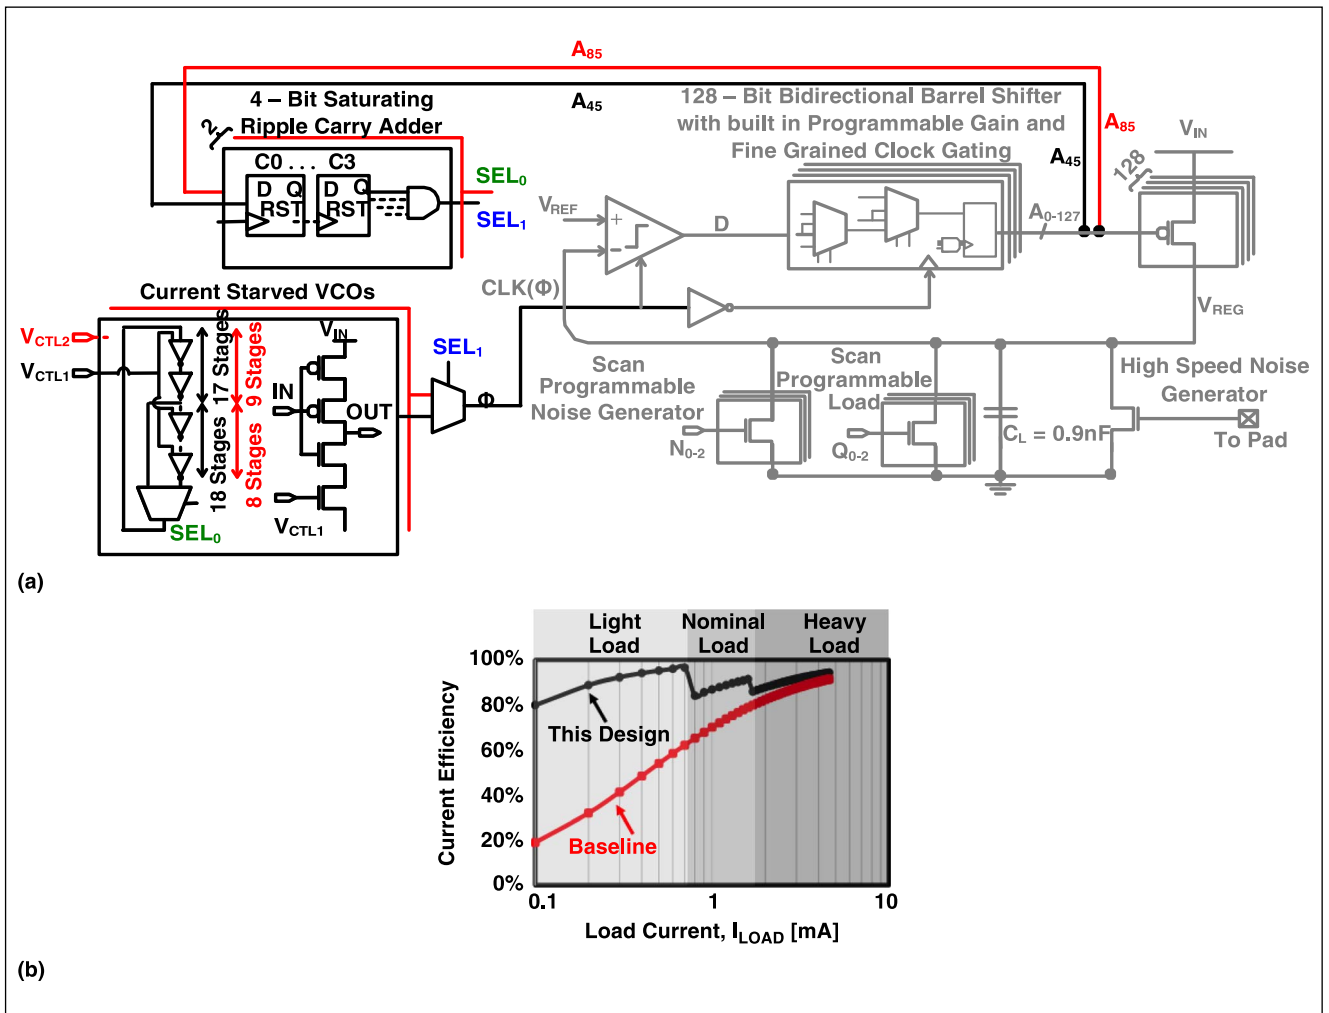 A85
A45
4 – Bit Saturating
Ripple Carry Adder
2
C0 . . . C3
D Q
RST
D Q
RST
SEL0
SEL1
128 – Bit Bidirectional Barrel Shifter
with built in Programmable Gain and
Fine Grained Clock Gating
A45
A85
VIN
128
VREF
+
–
D
A0-127
CLK(Φ)
VREG
Current Starved VCOs
VCTL2
VCTL1
17 Stages
9 Stages
18 Stages
8 Stages
VIN
IN
OUT
VCTL1
SEL0
SEL1
Φ
Scan
Programmable
Noise Generator
N0-2
Scan
Programmable
Load
Q0-2
CL = 0.9nF
High Speed Noise
Generator
To Pad
(a)
Light
Load
Nominal
Load
Heavy
Load
100%
80%
60%
40%
20%
0%
Current Efficiency
This Design
Baseline
0.1
1
10
Load Current, ILOAD [mA]
(b)